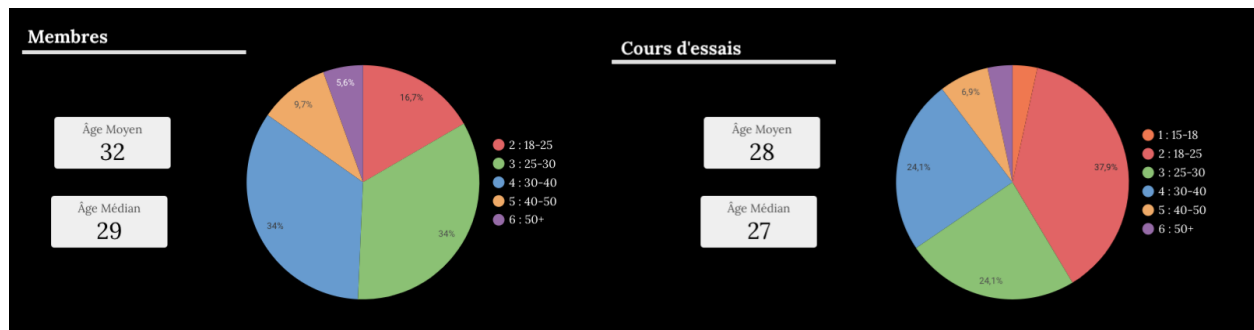 Membres
Âge Moyen
32
Âge Médian
29
5,6%
16,7%
9,7%
34%
34%
2 : 18-25
3 : 25-30
4 : 30-40
5 : 40-50
6 : 50+
Cours d'essais
Âge Moyen
28
Âge Médian
27
6,9%
37,9%
24,1%
24,1%
1 : 15-18
2 : 18-25
3 : 25-30
4 : 30-40
5 : 40-50
6 : 50+